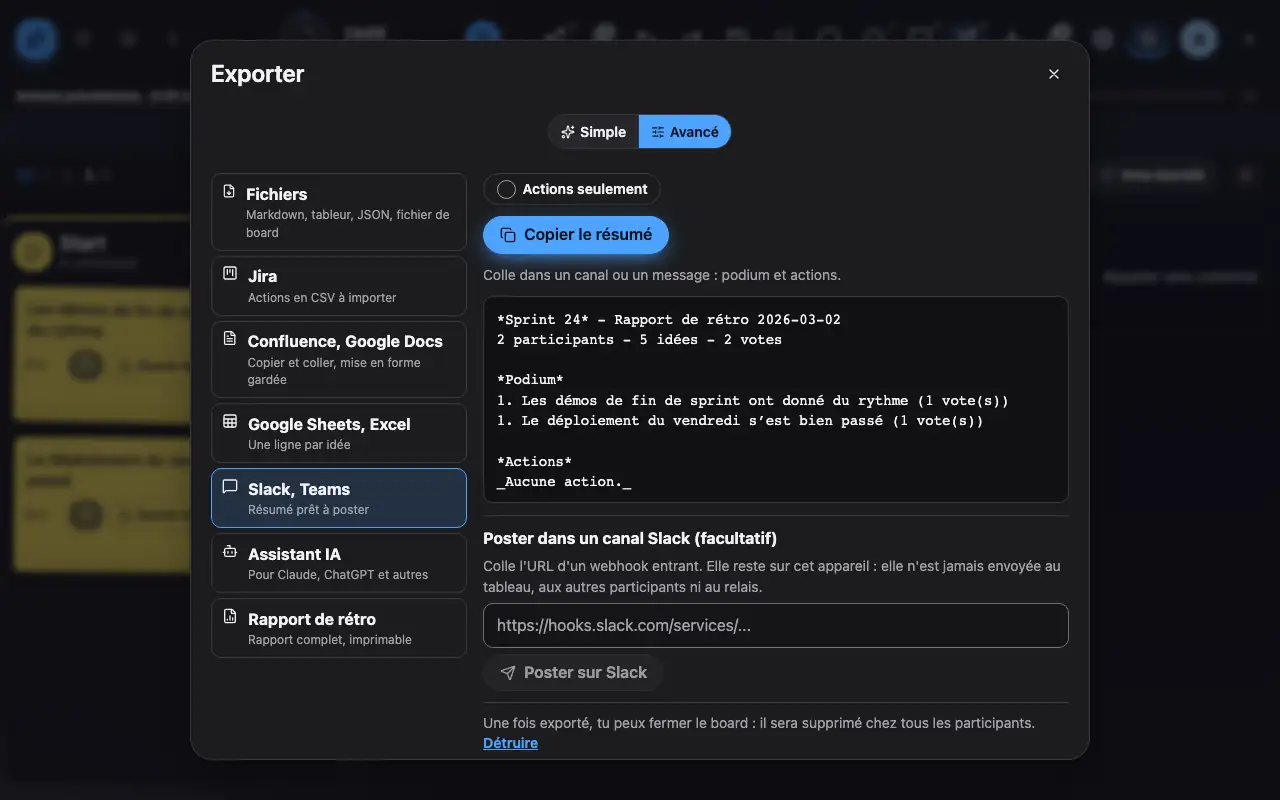 Exporter
Simple
Avancé
Fichiers
Markdown, tableur, JSON, fichier de
board
Jira
Actions en CSV à importer
Confluence, Google Docs
Copier et coller, mise en forme
gardée
Google Sheets, Excel
Une ligne par idée
Slack, Teams
Résumé prêt à poster
Assistant IA
Pour Claude, ChatGPT et autres
Rapport de rétro
Rapport complet, imprimable
Actions seulement
Copier le résumé
Colle dans un canal ou un message : podium et actions.
*Sprint 24* – Rapport de rétro 2026-03-02
2 participants – 5 idées – 2 votes
*Podium*
1. Les démos de fin de sprint ont donné du rythme (1 vote(s))
1. Le déploiement du vendredi s’est bien passé (1 vote(s))
*Actions*
_Aucune action._
Poster dans un canal Slack (facultatif)
Colle l'URL d'un webhook entrant. Elle reste sur cet appareil : elle n'est jamais envoyée au
tableau, aux autres participants ni au relais.
https://hooks.slack.com/services/...
Poster sur Slack
Une fois exporté, tu peux fermer le board : il sera supprimé chez tous les participants.
Détruire
Start